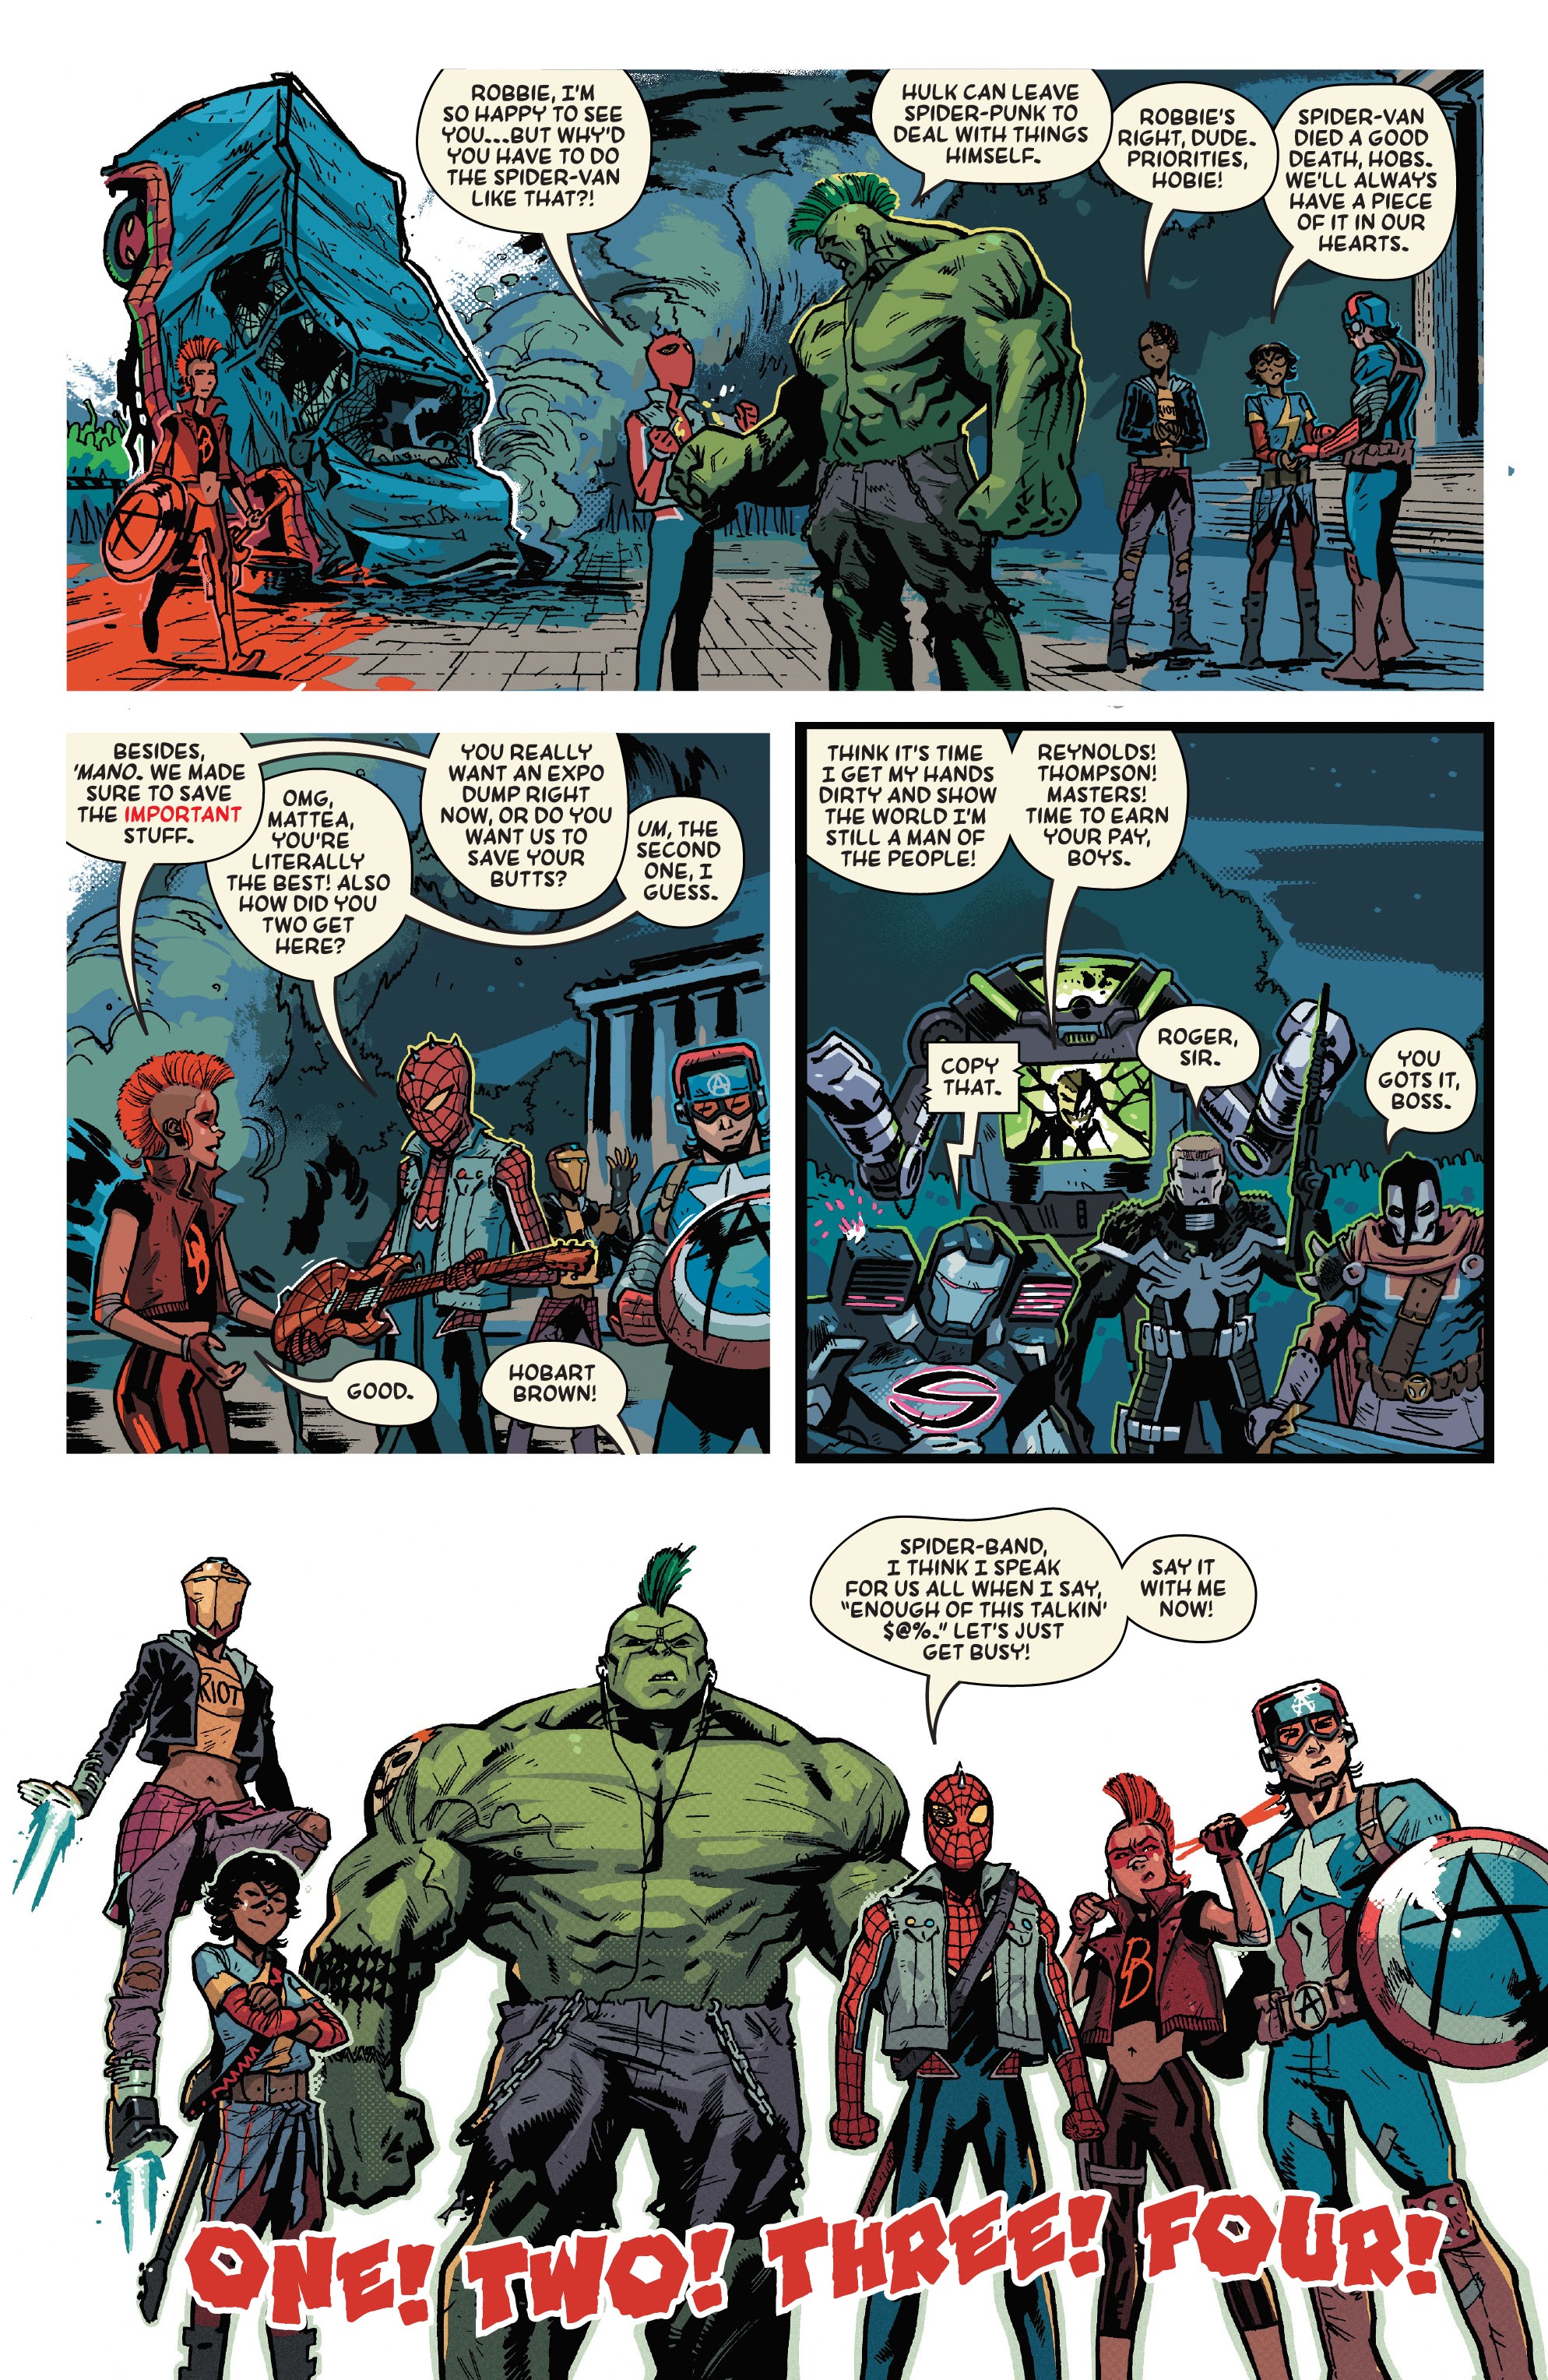 ROBBIE, I'M
SO HAPPY TO SEE
YOU...BUT WHY'D
YOU HAVE TO DO
THE SPIDER-VAN
LIKE THAT?!
HULK CAN LEAVE
SPIDER-PUNK TO
DEAL WITH THINGS
HIMSELF.
ROBBIE'S
RIGHT, DUDE.
PRIORITIES,
HOBIE!
SPIDER-VAN
DIED A GOOD
DEATH, HOBS.
WE'LL ALWAYS
HAVE A PIECE
OF IT IN OUR
HEARTS.
BESIDES,
'MANO. WE MADE
SURE TO SAVE
THE IMPORTANT
STUFF.
OMG,
MATTEA,
YOU'RE
LITERALLY
THE BEST! ALSO
HOW DID YOU
TWO GET
HERE?
YOU REALLY
WANT AN EXPO
DUMP RIGHT
NOW, OR DO YOU
WANT US TO
SAVE YOUR
BUTTS?
UM, THE
SECOND
ONE, I
GUESS.
GOOD.
HOBART
BROWN!
THINK IT'S TIME
I GET MY HANDS
DIRTY AND SHOW
THE WORLD I'M
STILL A MAN OF
THE PEOPLE!
REYNOLDS!
THOMPSON!
MASTERS!
TIME TO EARN
YOUR PAY,
BOYS.
COPY
THAT.
ROGER,
SIR.
YOU
GOTS IT,
BOSS.
SPIDER-BAND,
I THINK I SPEAK
FOR US ALL WHEN I SAY,
"ENOUGH OF THIS TALKIN'
$@%." LET'S JUST
GET BUSY!
SAY IT
WITH ME
NOW!
RIOT
ONE! TWO! THREE! FOUR!